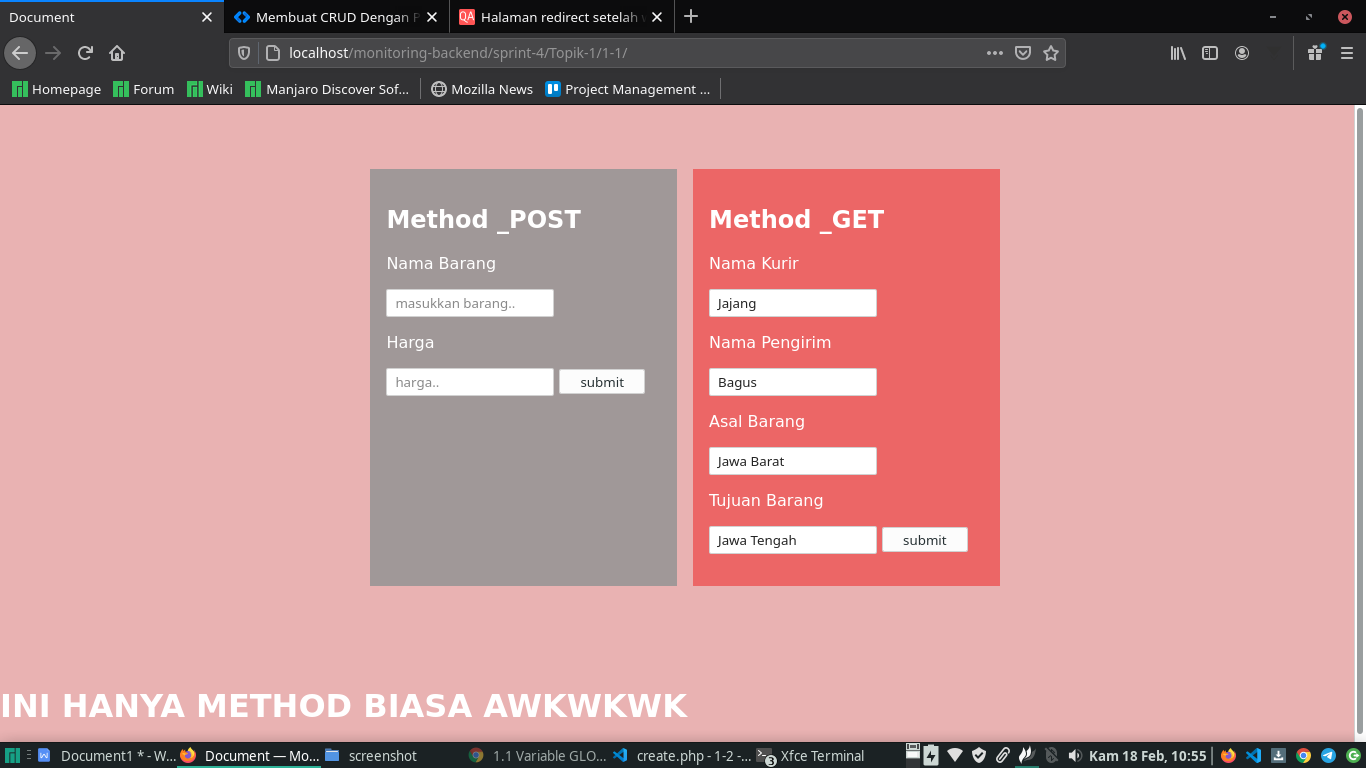 Document
Membuat CRUD Dengan P
QA
Halaman redirect setelah
localhost/monitoring-backend/sprint-4/Topik-1/1-1/
Homepage
Forum
Wiki
Manjaro Discover Sof...
Mozilla News
Project Management ...
Method _POST
Nama Barang
masukkan barang..
Harga
harga..
submit
Method _GET
Nama Kurir
Jajang
Nama Pengirim
Bagus
Asal Barang
Jawa Barat
Tujuan Barang
Jawa Tengah
submit
INI HANYA METHOD BIASA AWKWKWK
Document1 * - W...
Document — Mo...
screenshot
1.1 Variable GLO...
create.php - 1-2 -...
3
Xfce Terminal
Kam 18 Feb, 10:55